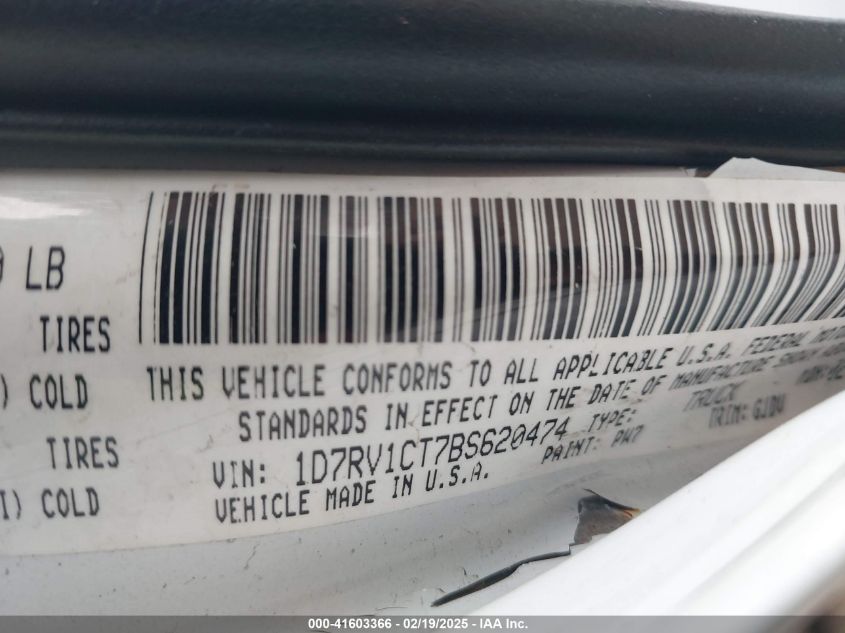 LB
TIRES
COLD
TIRES
I) COLD
THIS VEHICLE CONFORMS TO ALL APPLICABLE U.S.A. FEDERAL
STANDARDS IN EFFECT ON THE DATE OF MANUFACTURE SHOWN
VIN: 1D7RV1CT7BS620474 TYPE: TRUCK
VEHICLE MADE IN U.S.A. PAINT: PW7 TRIM:
000-41603366 - 02/19/2025 - IAA Inc.